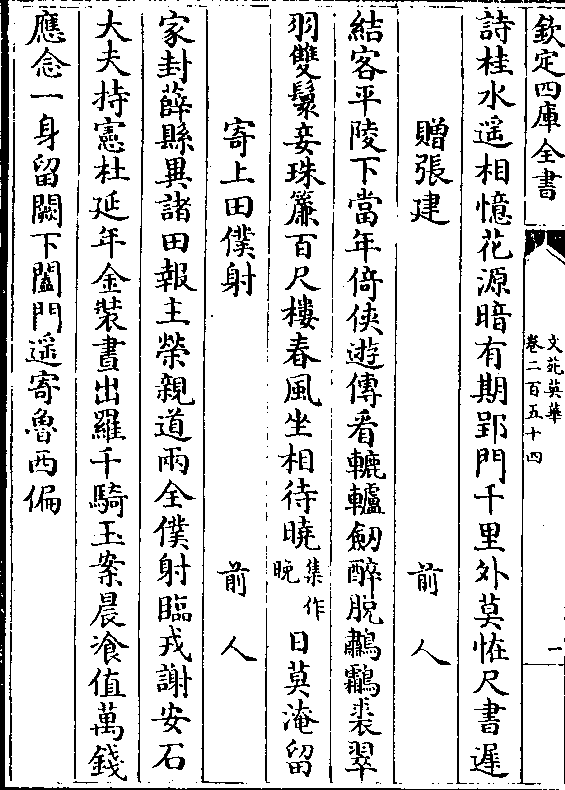 欽定四庫全書
文苑英華
卷二百五十四
一
詩桂水遥相憶花源暗有期郢門千里外莫恠尺書遲
贈張建
前人
結客平陵下當年倚俠遊傳看轆轤劒醉脱鷫鸘裘翠
羽雙鬟妾珠簾百尺樓春風坐相待曉集作晚日莫淹留
寄上田僕射
前人
家封薛縣異諸田報主榮親道兩全僕射臨戎謝安石
大夫持憲杜延年金裝晝出羅千騎玉案晨飡值萬錢
應念一身留闕下闔門遥寄魯西偏